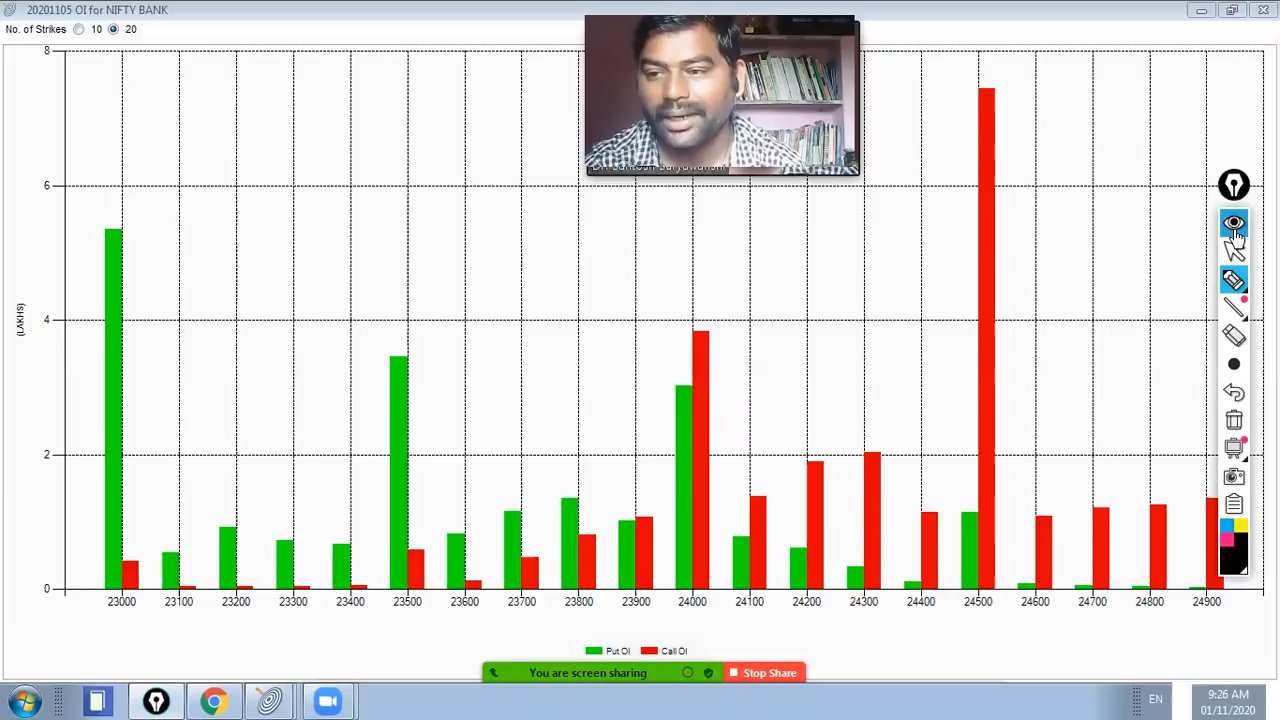 20201105 OI for NIFTY BANK
No. of Strikes 10 20
8
6
4
2
0
(LAKHS)
23000 23100 23200 23300 23400 23500 23600 23700 23800 23900 24000 24100 24200 24300 24400 24500 24600 24700 24800 24900
Put OI Call OI
You are screen sharing Stop Share
EN
9:26 AM
01/11/2020